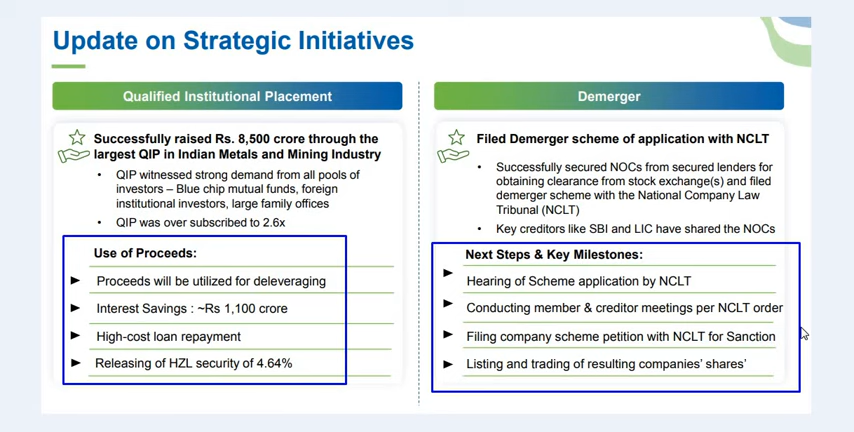 Update on Strategic Initiatives
Qualified Institutional Placement
Successfully raised Rs. 8,500 crore through the
largest QIP in Indian Metals and Mining Industry
• QIP witnessed strong demand from all pools of
investors – Blue chip mutual funds, foreign
institutional investors, large family offices
• QIP was over subscribed to 2.6x
Use of Proceeds:
Proceeds will be utilized for deleveraging
Interest Savings : ~Rs 1,100 crore
High-cost loan repayment
Releasing of HZL security of 4.64%
Demerger
Filed Demerger scheme of application with NCLT
• Successfully secured NOCs from secured lenders for
obtaining clearance from stock exchange(s) and filed
demerger scheme with the National Company Law
Tribunal (NCLT)
• Key creditors like SBI and LIC have shared the NOCs
Next Steps & Key Milestones:
Hearing of Scheme application by NCLT
Conducting member & creditor meetings per NCLT order
Filing company scheme petition with NCLT for Sanction
Listing and trading of resulting companies’ shares’